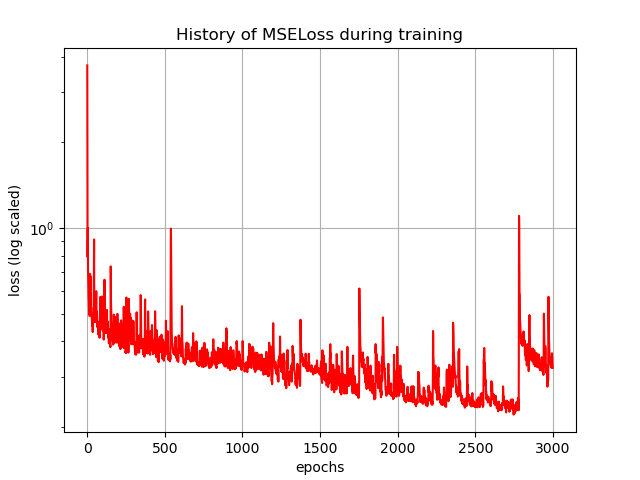 History of MSELoss during training
loss (log scaled)
10^0
0 500 1000 1500 2000 2500 3000
epochs